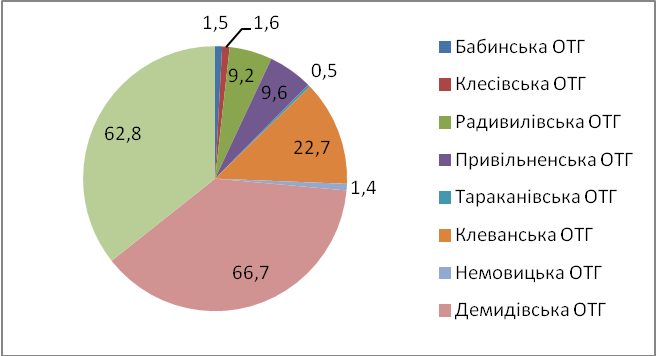 1,5
1,6
9,2
9,6
0,5
22,7
1,4
66,7
62,8
Бабинська ОТГ
Клесівська ОТГ
Радивилівська ОТГ
Привільненська ОТГ
Тараканівська ОТГ
Клеванська ОТГ
Немовицька ОТГ
Демидівська ОТГ